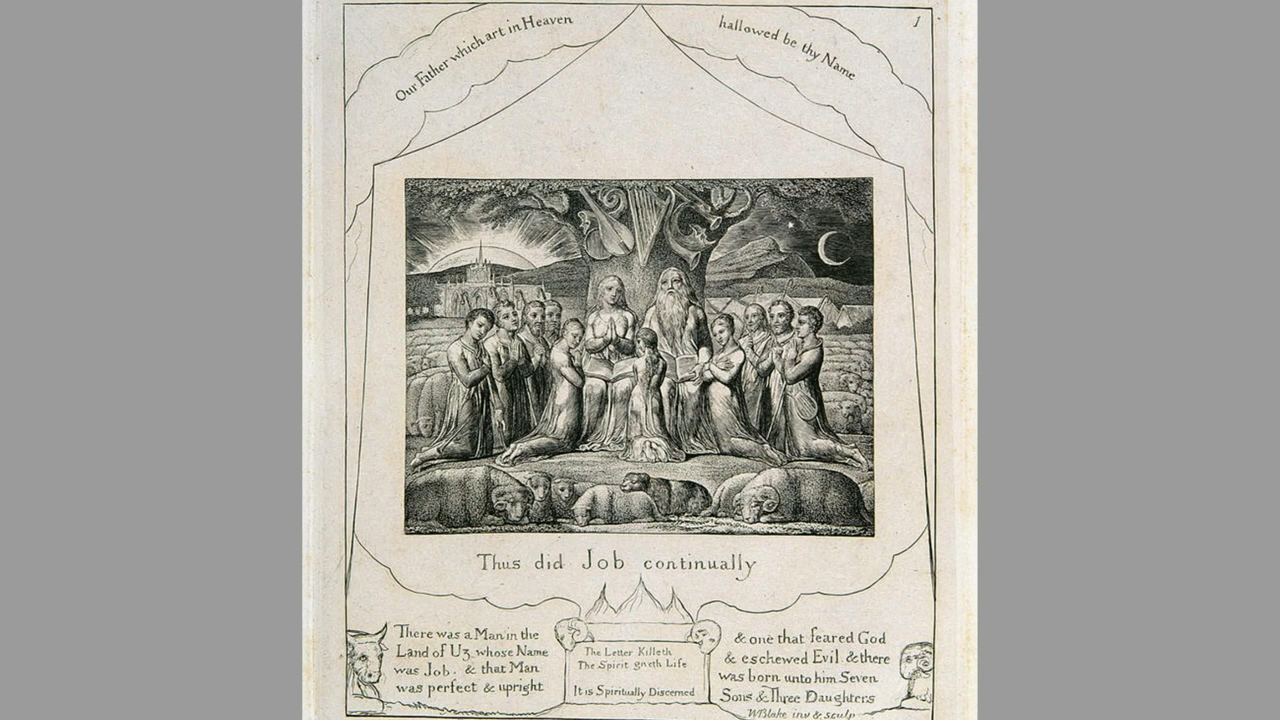 1
Our Father which art in Heaven
hallowed be thy Name
Thus did Job continually
There was a Man in the
Land of Uz whose Name
was Job. & that Man
was perfect & upright
The Letter Killeth
The Spirit giveth Life
It is Spiritually Discerned
& one that feared God
& eschewed Evil & there
was born unto him Seven
Sons & Three Daughters
WBlake inv & sculp